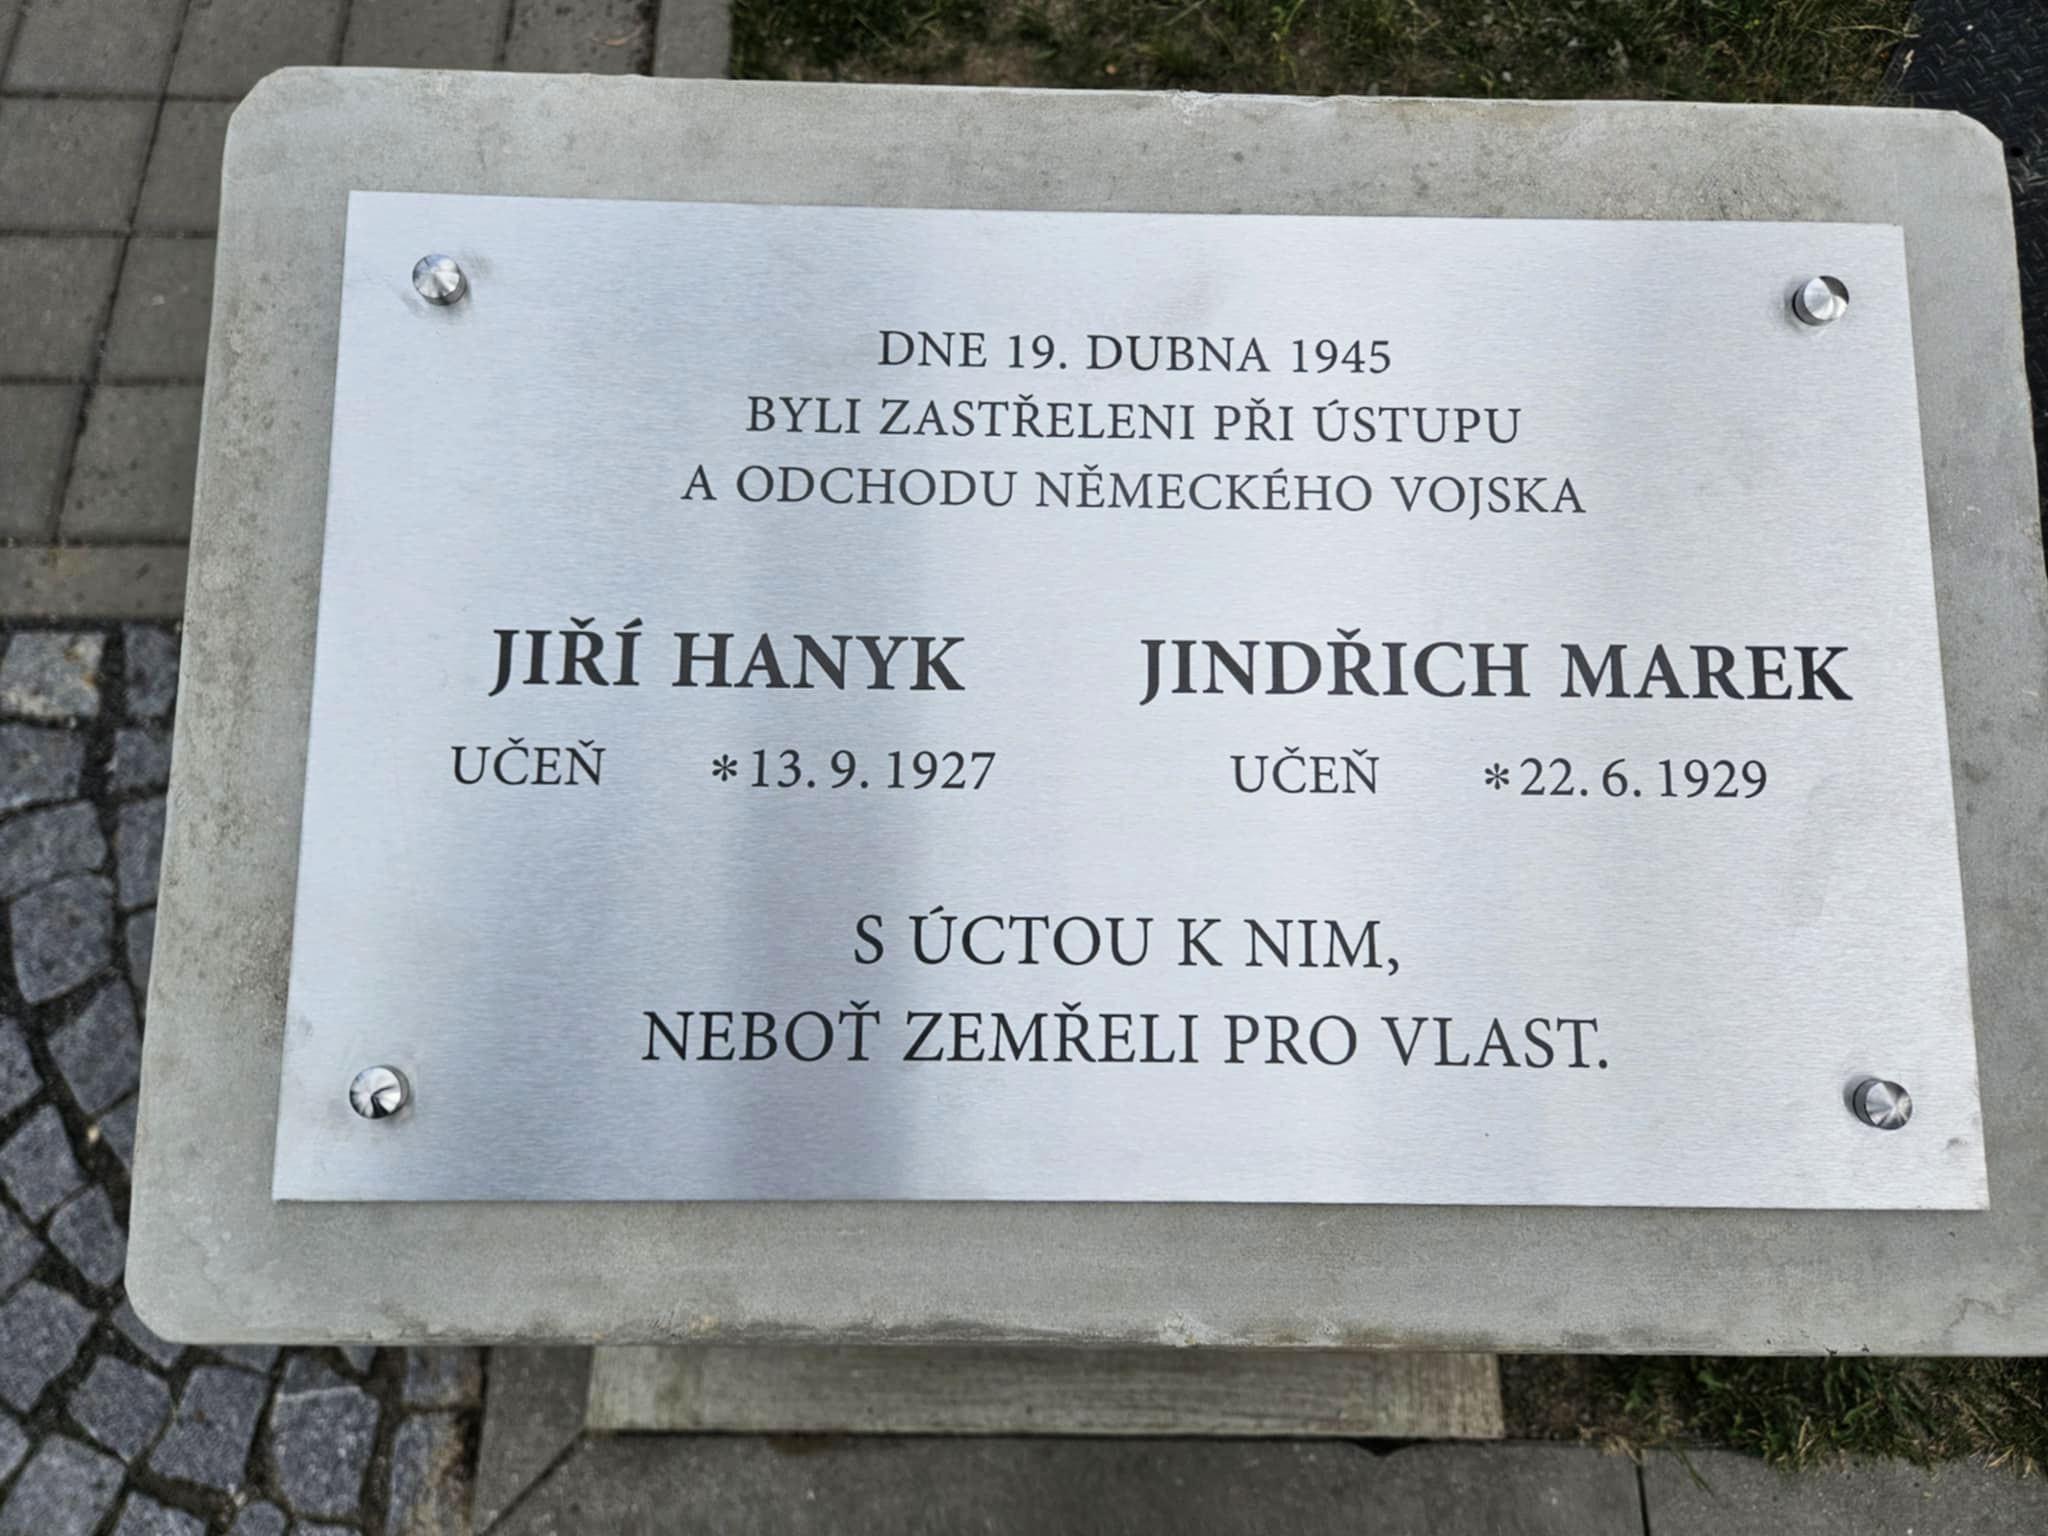 DNE 19. DUBNA 1945
BYLI ZASTŘELENI PŘI ÚSTUPU
A ODCHODU NĚMECKÉHO VOJSKA
JIŘÍ HANYK JINDŘICH MAREK
UČEŇ *13. 9. 1927 UČEŇ *22. 6. 1929
S ÚCTOU K NIM,
NEBOŤ ZEMŘELI PRO VLAST.